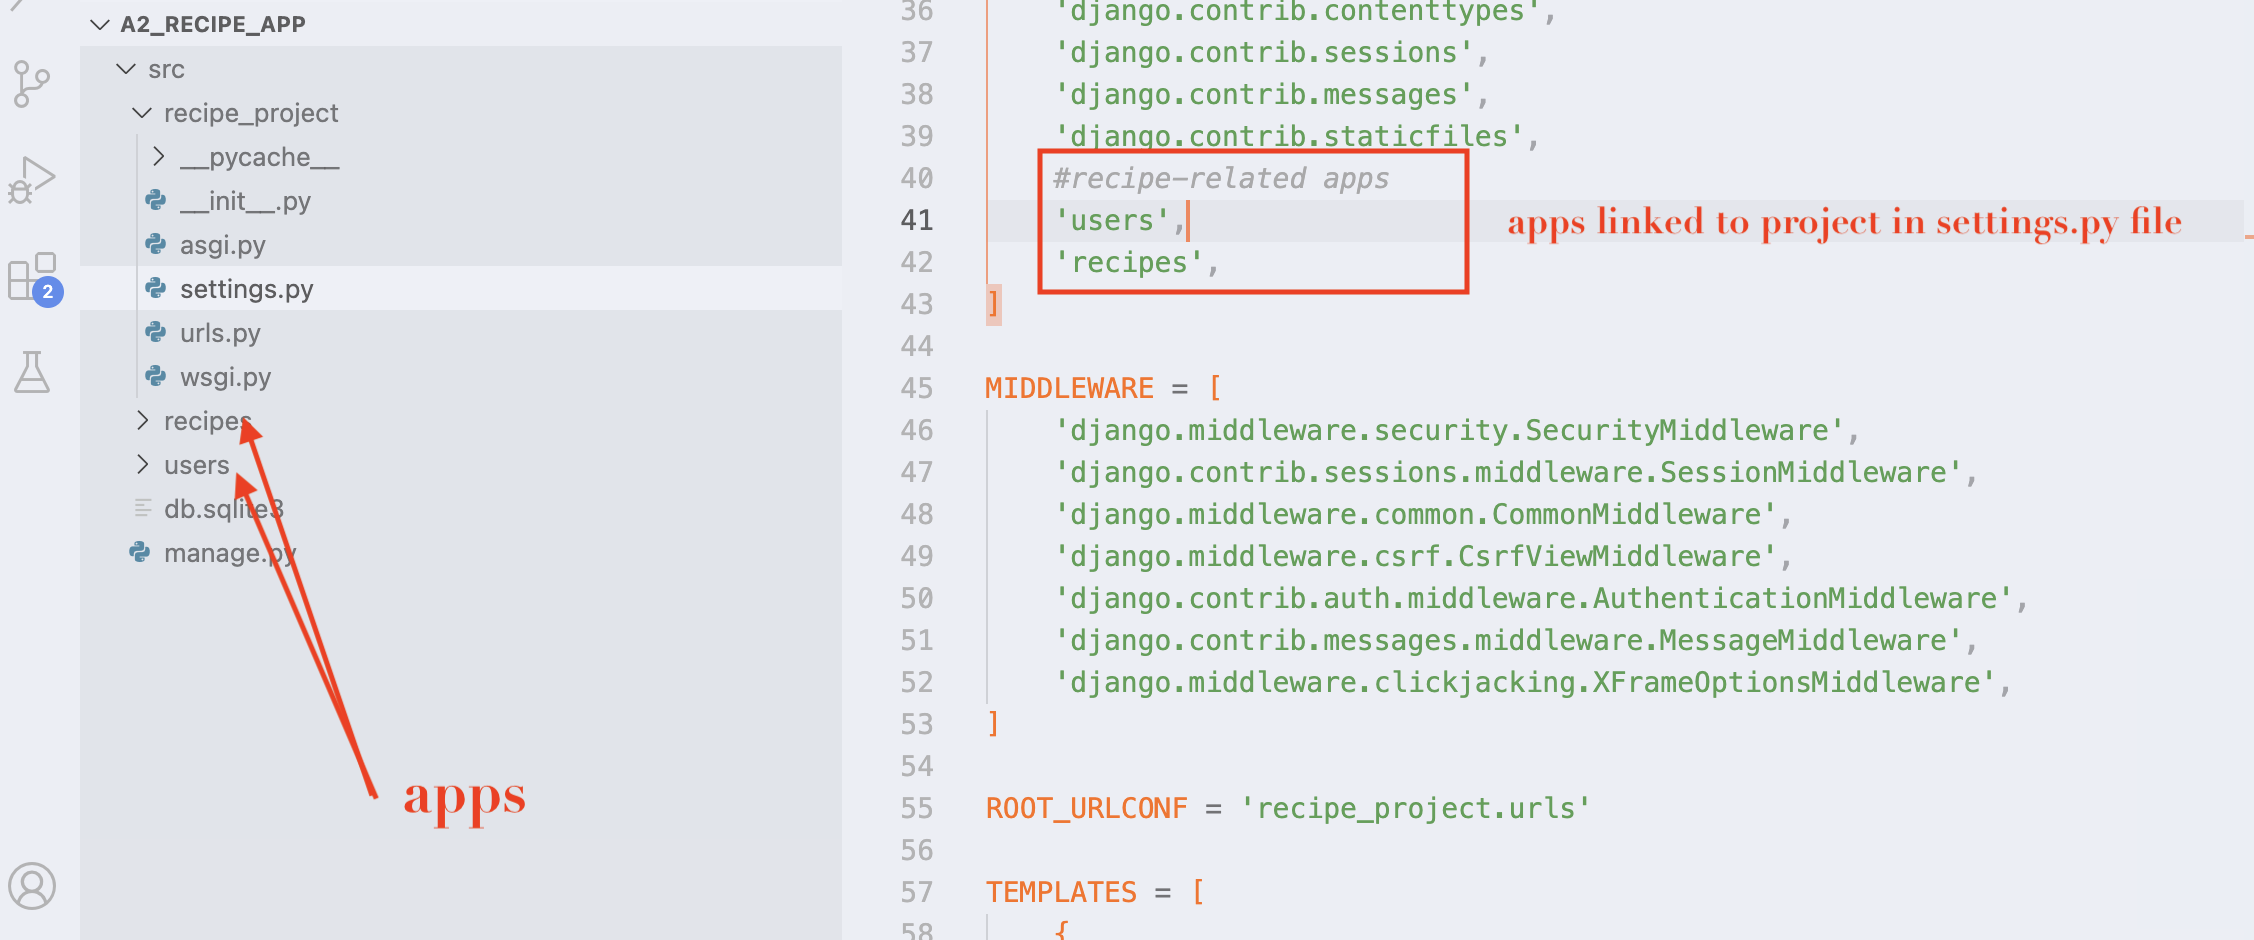 A2_RECIPE_APP
src
recipe_project
__pycache__
__init__.py
asgi.py
settings.py
2
urls.py
wsgi.py
recipes
users
db.sqlite3
manage.py
apps
36 'django.contrib.contenttypes',
37 'django.contrib.sessions',
38 'django.contrib.messages',
39 'django.contrib.staticfiles',
40 #recipe-related apps
41 'users',
apps linked to project in settings.py file
42 'recipes',
43 ]
44
45 MIDDLEWARE = [
46 'django.middleware.security.SecurityMiddleware',
47 'django.contrib.sessions.middleware.SessionMiddleware',
48 'django.middleware.common.CommonMiddleware',
49 'django.middleware.csrf.CsrfViewMiddleware',
50 'django.contrib.auth.middleware.AuthenticationMiddleware',
51 'django.contrib.messages.middleware.MessageMiddleware',
52 'django.middleware.clickjacking.XFrameOptionsMiddleware',
53 ]
54
55 ROOT_URLCONF = 'recipe_project.urls'
56
57 TEMPLATES = [
58 {